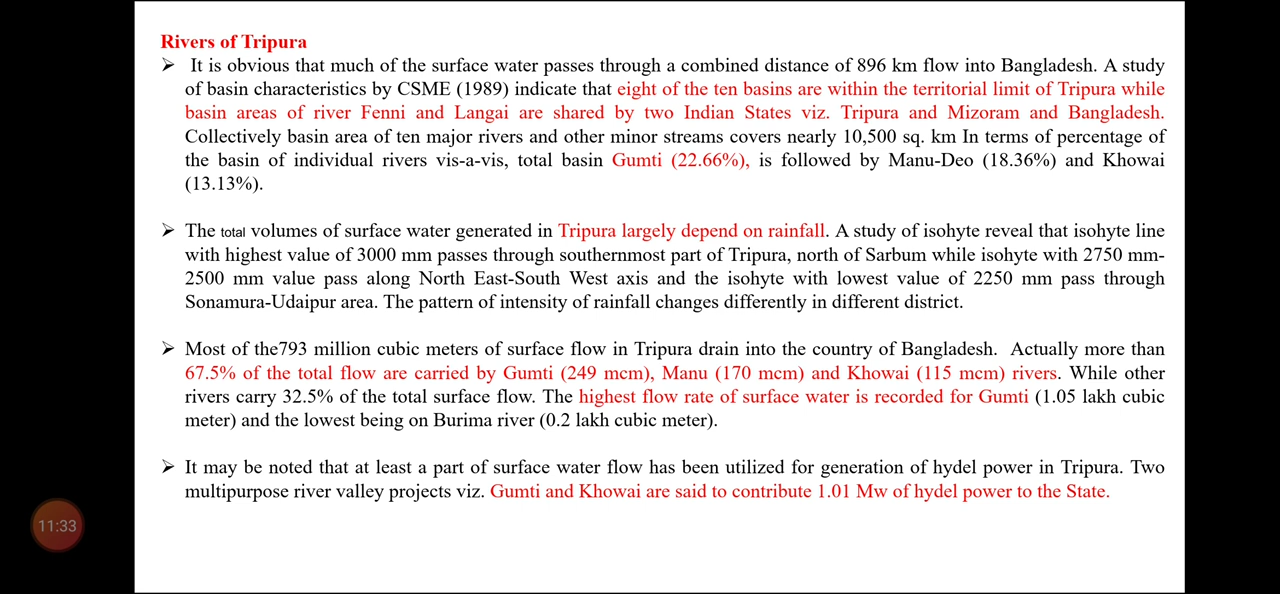 Rivers of Tripura
➢ It is obvious that much of the surface water passes through a combined distance of 896 km flow into Bangladesh. A study
of basin characteristics by CSME (1989) indicate that eight of the ten basins are within the territorial limit of Tripura while
basin areas of river Fenni and Langai are shared by two Indian States viz. Tripura and Mizoram and Bangladesh.
Collectively basin area of ten major rivers and other minor streams covers nearly 10,500 sq. km In terms of percentage of
the basin of individual rivers vis-a-vis, total basin Gumti (22.66%), is followed by Manu-Deo (18.36%) and Khowai
(13.13%).
➢ The total volumes of surface water generated in Tripura largely depend on rainfall. A study of isohyte reveal that isohyte line
with highest value of 3000 mm passes through southernmost part of Tripura, north of Sarbum while isohyte with 2750 mm-
2500 mm value pass along North East-South West axis and the isohyte with lowest value of 2250 mm pass through
Sonamura-Udaipur area. The pattern of intensity of rainfall changes differently in different district.
➢ Most of the793 million cubic meters of surface flow in Tripura drain into the country of Bangladesh. Actually more than
67.5% of the total flow are carried by Gumti (249 mcm), Manu (170 mcm) and Khowai (115 mcm) rivers. While other
rivers carry 32.5% of the total surface flow. The highest flow rate of surface water is recorded for Gumti (1.05 lakh cubic
meter) and the lowest being on Burima river (0.2 lakh cubic meter).
➢ It may be noted that at least a part of surface water flow has been utilized for generation of hydel power in Tripura. Two
multipurpose river valley projects viz. Gumti and Khowai are said to contribute 1.01 Mw of hydel power to the State.
11:33